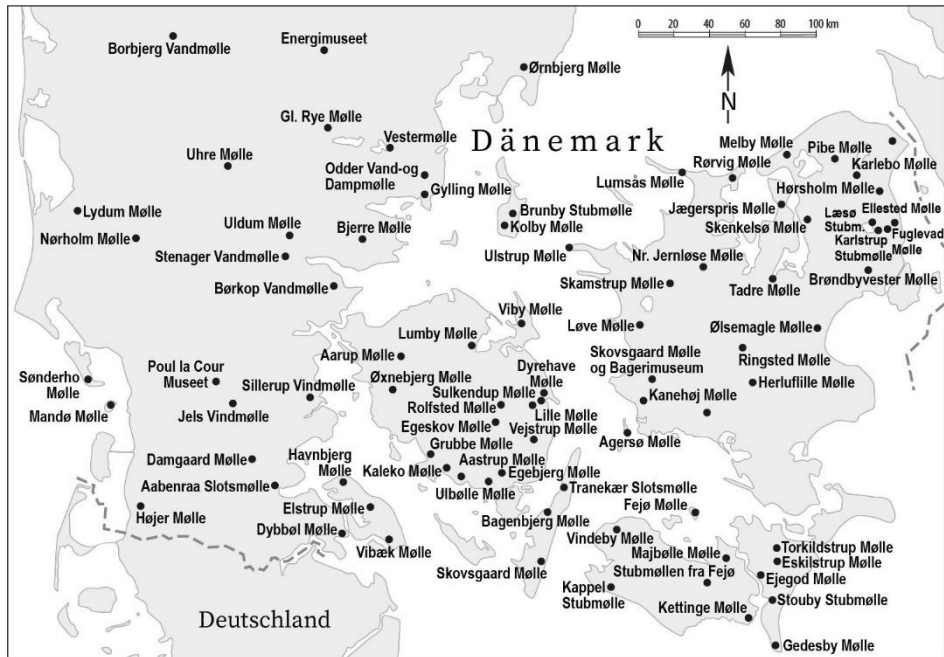 0 20 40 60 80 100 km
N
Dänemark
Deutschland
Borbjerg Vandmølle
Energimuseet
Ørnbjerg Mølle
Gl. Rye Mølle
Vestermølle
Uhre Mølle
Odder Vand-og
Dampmølle
Gylling Mølle
Lydum Mølle
Nørholm Mølle
Uldum Mølle
Bjerre Mølle
Stenager Vandmølle
Børkop Vandmølle
Brunby Stubmølle
Kolby Mølle
Ulstrup Mølle
Lumsås Mølle
Rørvig Mølle
Melby Mølle
Pibe Mølle
Karlebo Mølle
Hørsholm Mølle
Jægerspris Mølle
Skenkelsø Mølle
Læsø
Stubm.
Ellested Mølle
Karlstrup
Stubmølle
Fuglevad
Mølle
Brøndbyvester Mølle
Nr. Jernløse Mølle
Skamstrup Mølle
Tadre Mølle
Viby Mølle
Lumby Mølle
Løve Mølle
Ølsemagle Mølle
Aarup Mølle
Dyrehave
Mølle
Skovsgaard Mølle
og Bagerimuseum
Ringsted Mølle
Herluflille Mølle
Kanehøj Mølle
Agersø Mølle
Sønderho
Mølle
Mandø Mølle
Poul la Cour
Museet
Sillerup Vindmølle
Jels Vindmølle
Øxnebjerg Mølle
Sulkendup Mølle
Rolfsted Mølle
Lille Mølle
Egeskov Mølle
Vejstrup Mølle
Grubbe Mølle
Aastrup Mølle
Kaleko Mølle
Egebjerg Mølle
Ulbølle Mølle
Tranekær Slotsmølle
Bagenbjerg Mølle
Skovsgaard Mølle
Damgaard Mølle
Havnbjerg
Mølle
Aabenraa Slotsmølle
Højer Mølle
Elstrup Mølle
Dybbøl Mølle
Vibæk Mølle
Fejø Mølle
Vindeby Mølle
Majbølle Mølle
Stubmøllen fra Fejø
Kappel
Stubmølle
Kettinge Mølle
Torkildstrup Mølle
Eskilstrup Mølle
Ejegod Mølle
Stouby Stubmølle
Gedesby Mølle